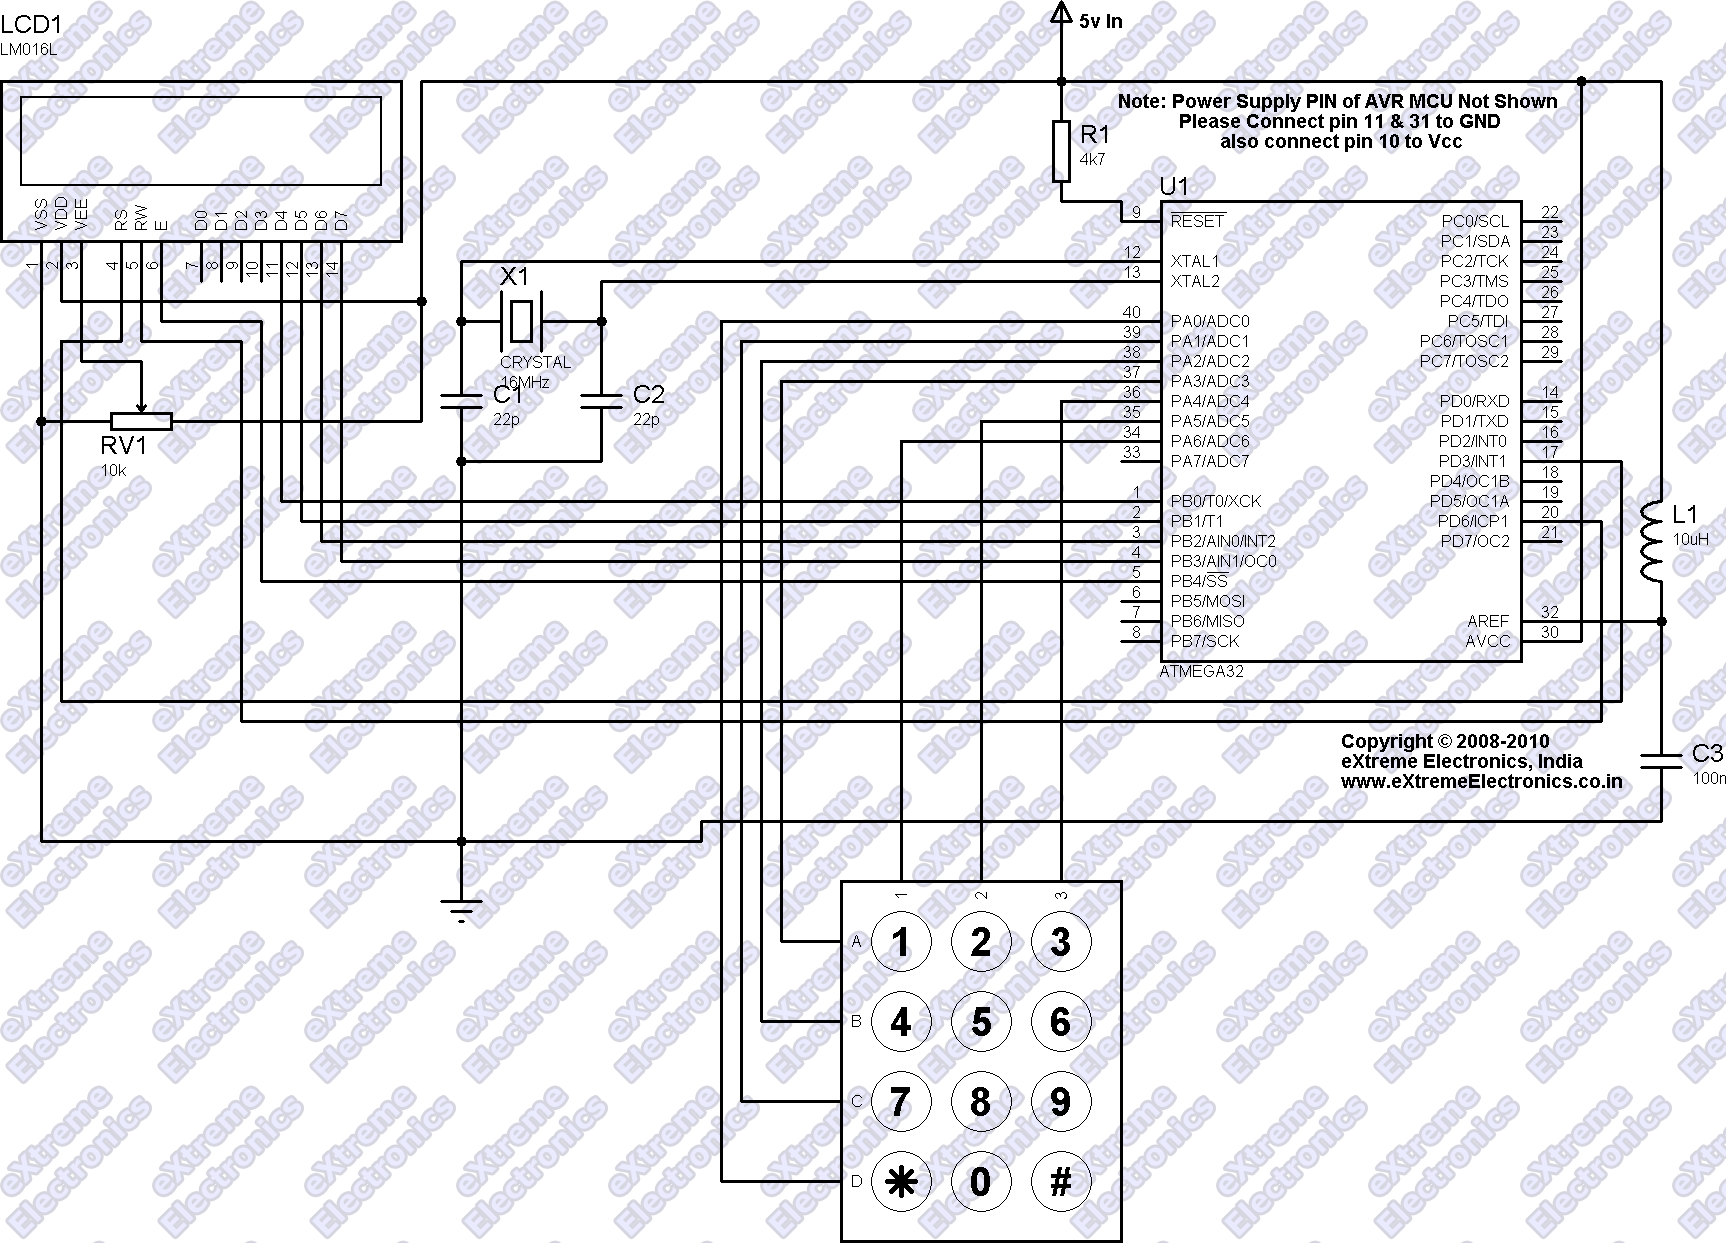 LCD1
LM016L
5v In
Note: Power Supply PIN of AVR MCU Not Shown
Please Connect pin 11 & 31 to GND
also connect pin 10 to Vcc
R1
4k7
U1
VSS
VDD
VEE
RS
RW
E
D0
D1
D2
D3
D4
D5
D6
D7
1
2
3
4
5
6
7
8
9
10
11
12
13
14
X1
CRYSTAL
16MHz
C1
22p
C2
22p
RV1
10k
9 RESET
12 XTAL1
13 XTAL2
40 PA0/ADC0
39 PA1/ADC1
38 PA2/ADC2
37 PA3/ADC3
36 PA4/ADC4
35 PA5/ADC5
34 PA6/ADC6
33 PA7/ADC7
1 PB0/T0/XCK
2 PB1/T1
3 PB2/AIN0/INT2
4 PB3/AIN1/OC0
5 PB4/SS
6 PB5/MOSI
7 PB6/MISO
8 PB7/SCK
PC0/SCL 22
PC1/SDA 23
PC2/TCK 24
PC3/TMS 25
PC4/TDO 26
PC5/TDI 27
PC6/TOSC1 28
PC7/TOSC2 29
PD0/RXD 14
PD1/TXD 15
PD2/INT0 16
PD3/INT1 17
PD4/OC1B 18
PD5/OC1A 19
PD6/ICP1 20
PD7/OC2 21
AREF 32
AVCC 30
ATMEGA32
L1
10uH
Copyright © 2008-2010
eXtreme Electronics, India
www.eXtremeElectronics.co.in
C3
100n
1 2 3
A 1 2 3
B 4 5 6
C 7 8 9
D * 0 #
eXtreme
Electronics